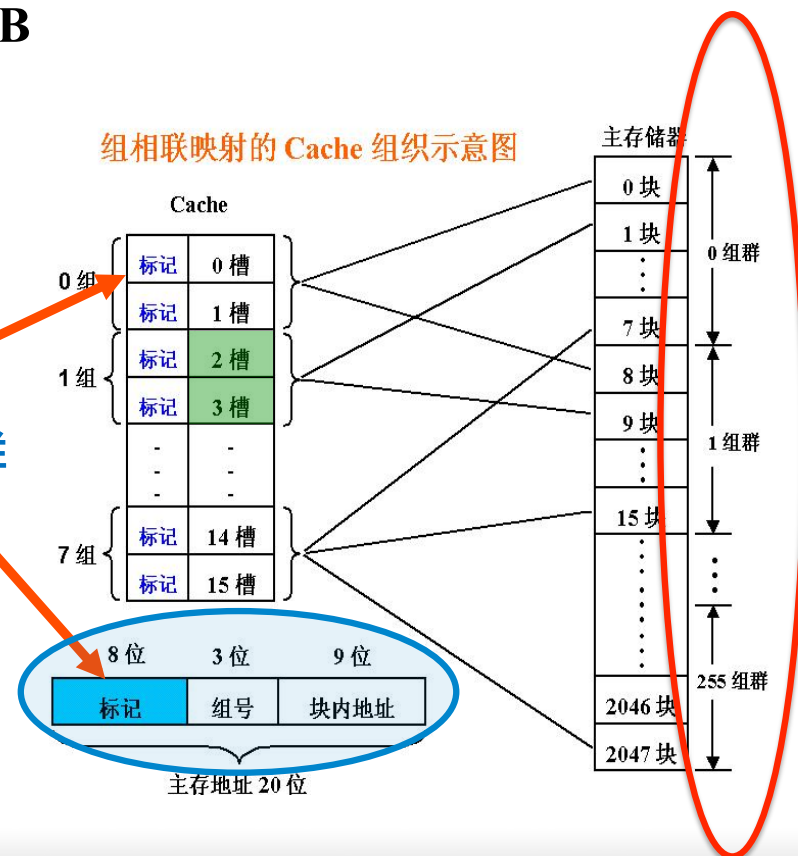 B
组相联映射的 Cache 组织示意图
主存储器
Cache
0 组
标记 0 槽
标记 1 槽
1 组
标记 2 槽
标记 3 槽
7 组
标记 14 槽
标记 15 槽
0 块
1 块
7 块
8 块
9 块
15 块
2046 块
2047 块
0 组群
1 组群
255 组群
8 位 3 位 9 位
标记 组号 块内地址
主存地址 20 位